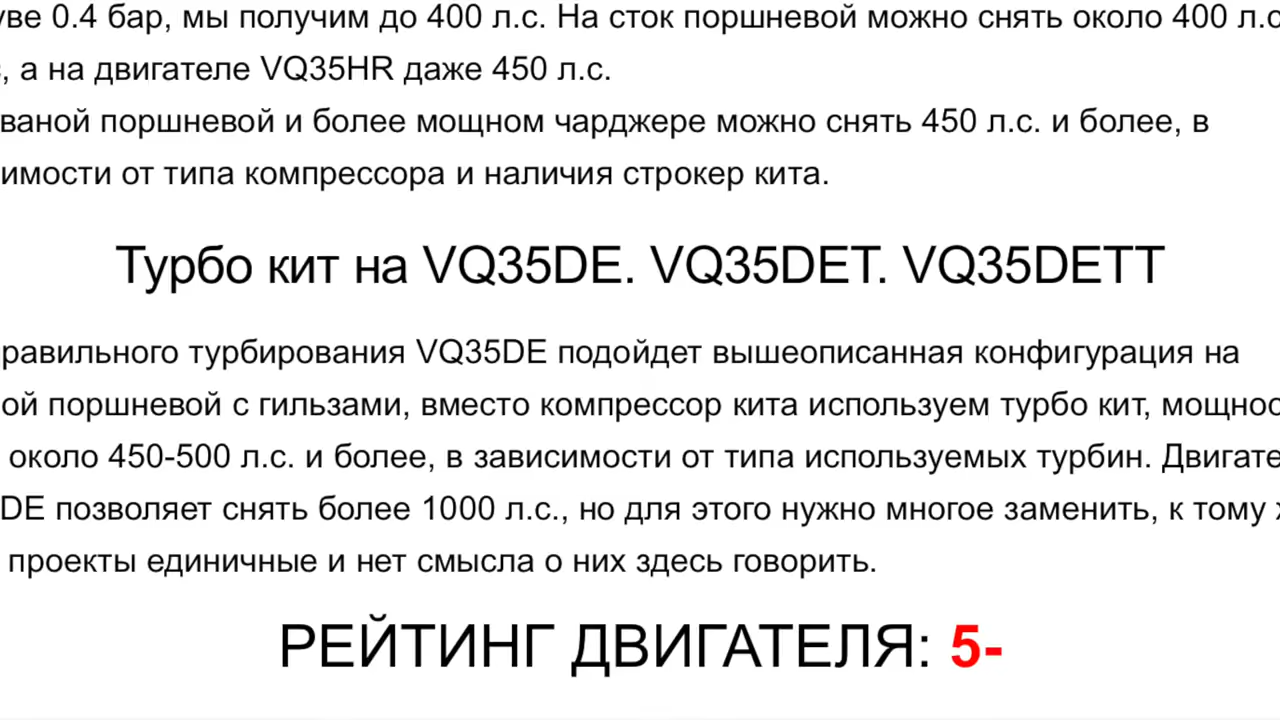 уве 0.4 бар, мы получим до 400 л.с. На сток поршневой можно снять около 400 л.с
, а на двигателе VQ35HR даже 450 л.с.
ваной поршневой и более мощном чарджере можно снять 450 л.с. и более, в
имости от типа компрессора и наличия строкер кита.
Турбо кит на VQ35DE. VQ35DET. VQ35DETT
равильного турбирования VQ35DE подойдет вышеописанная конфигурация на
ой поршневой с гильзами, вместо компрессор кита используем турбо кит, мощнос
около 450-500 л.с. и более, в зависимости от типа используемых турбин. Двигате
DE позволяет снять более 1000 л.с., но для этого нужно многое заменить, к тому
проекты единичные и нет смысла о них здесь говорить.
РЕЙТИНГ ДВИГАТЕЛЯ: 5-